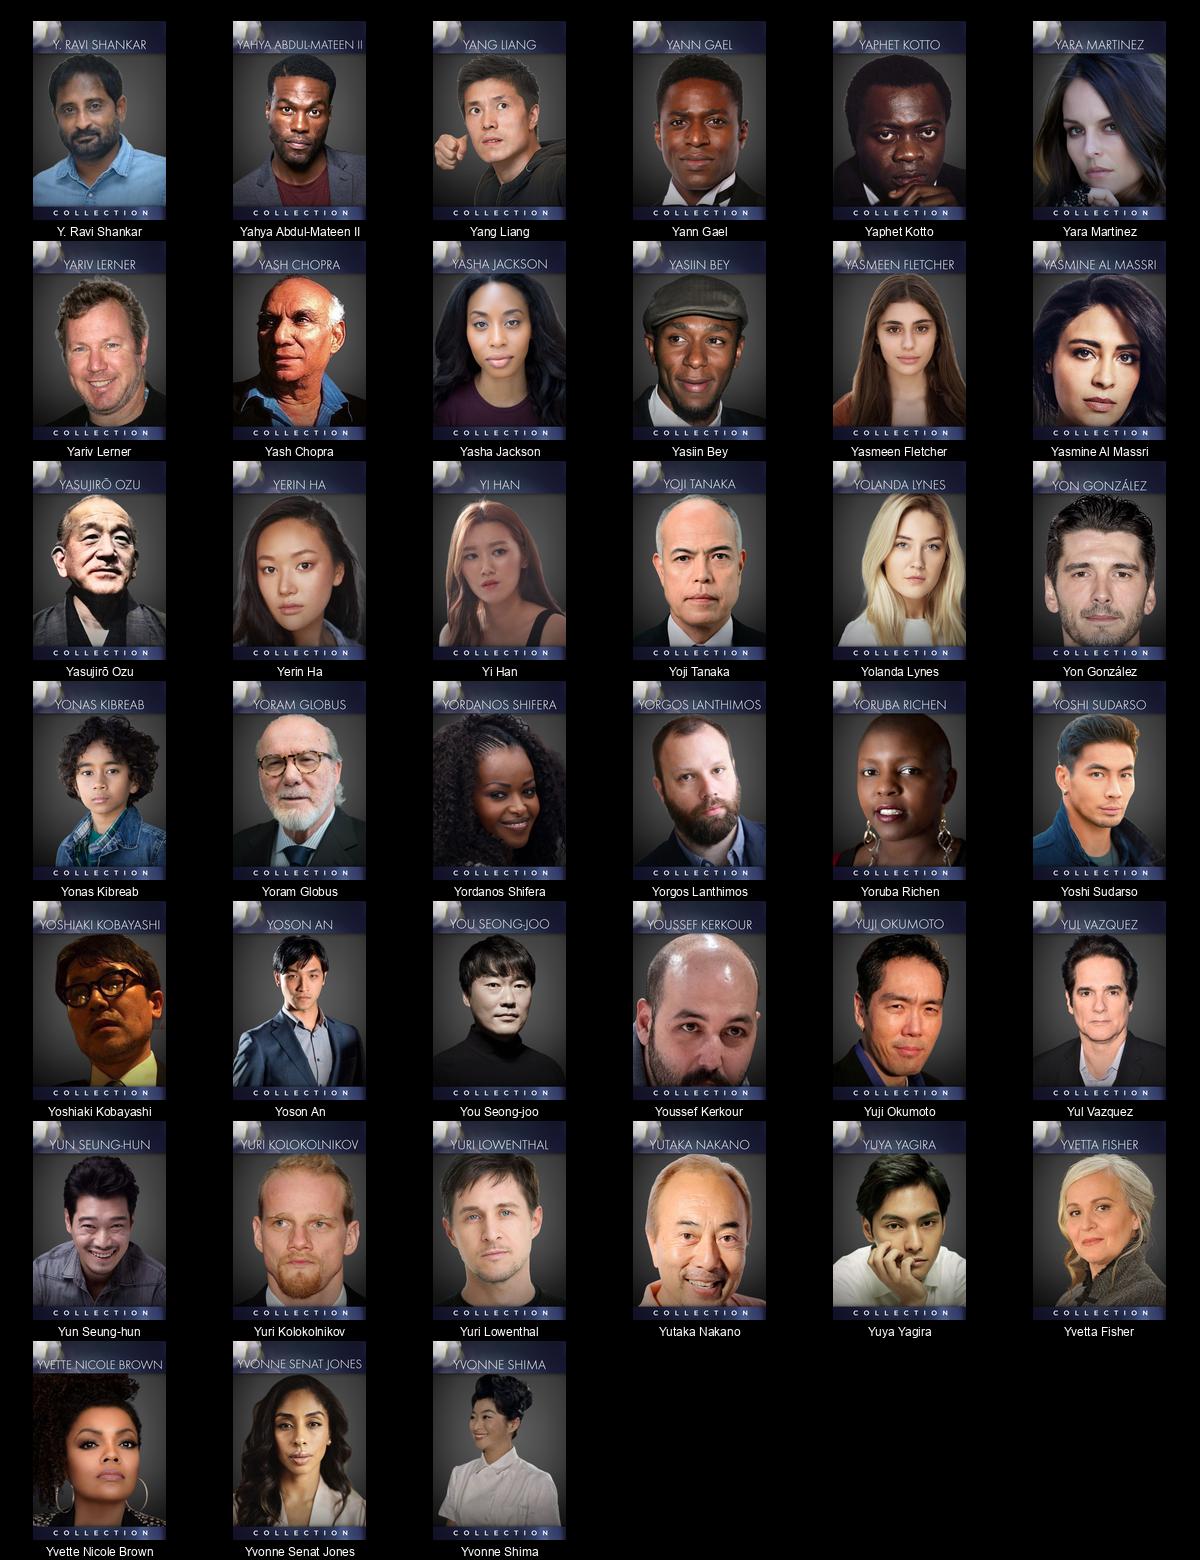 Y. RAVI SHANKAR YAHYA ABDUL-MATEEN II YANG LIANG YANN GAEL YAPHET KOTTO YARA MARTINEZ
COLLECTION COLLECTION COLLECTION COLLECTION COLLECTION COLLECTION
Y. Ravi Shankar Yahya Abdul-Mateen II Yang Liang Yann Gael Yaphet Kotto Yara Martinez
YARIV LERNER YASH CHOPRA YASHA JACKSON YASIIN BEY YASMEEN FLETCHER YASMINE AL MASSRI
COLLECTION COLLECTION COLLECTION COLLECTION COLLECTION COLLECTION
Yariv Lerner Yash Chopra Yasha Jackson Yasiin Bey Yasmeen Fletcher Yasmine Al Massri
YASUJIRŌ OZU YERIN HA YI HAN YOJI TANAKA YOLANDA LYNES YON GONZÁLEZ
COLLECTION COLLECTION COLLECTION COLLECTION COLLECTION COLLECTION
Yasujirō Ozu Yerin Ha Yi Han Yoji Tanaka Yolanda Lynes Yon González
YONAS KIBREAB YORAM GLOBUS YORDANOS SHIFERA YORGOS LANTHIMOS YORUBA RICHEN YOSHI SUDARSO
COLLECTION COLLECTION COLLECTION COLLECTION COLLECTION COLLECTION
Yonas Kibreab Yoram Globus Yordanos Shifera Yorgos Lanthimos Yoruba Richen Yoshi Sudarso
YOSHIAKI KOBAYASHI YOSON AN YOU SEONG-JOO YOUSSEF KERKOUR YUJI OKUMOTO YUL VAZQUEZ
COLLECTION COLLECTION COLLECTION COLLECTION COLLECTION COLLECTION
Yoshiaki Kobayashi Yoson An You Seong-joo Youssef Kerkour Yuji Okumoto Yul Vazquez
YUN SEUNG-HUN YURI KOLOKOLNIKOV YURI LOWENTHAL YUTAKA NAKANO YUYA YAGIRA YVETTA FISHER
COLLECTION COLLECTION COLLECTION COLLECTION COLLECTION COLLECTION
Yun Seung-hun Yuri Kolokolnikov Yuri Lowenthal Yutaka Nakano Yuya Yagira Yvetta Fisher
YVETTE NICOLE BROWN YVONNE SENAT JONES YVONNE SHIMA
COLLECTION COLLECTION COLLECTION
Yvette Nicole Brown Yvonne Senat Jones Yvonne Shima